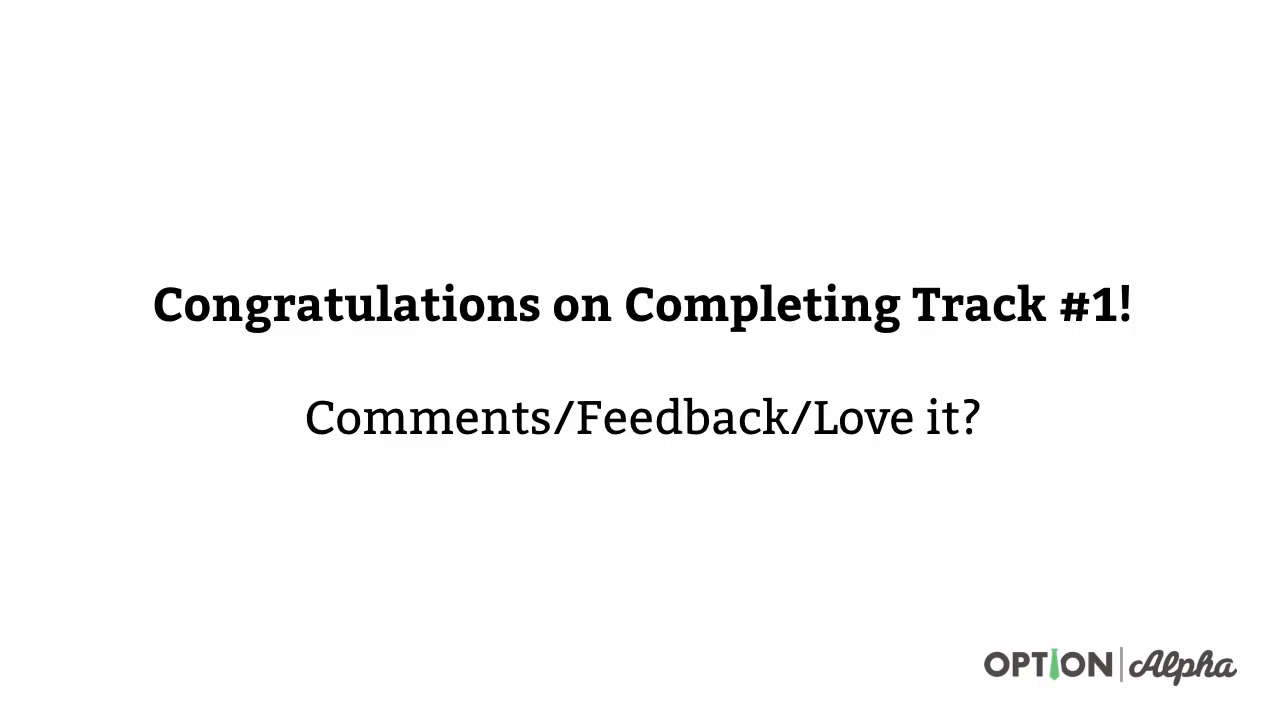 Congratulations on Completing Track #1!
Comments/Feedback/Love it?
OPTION | Alpha